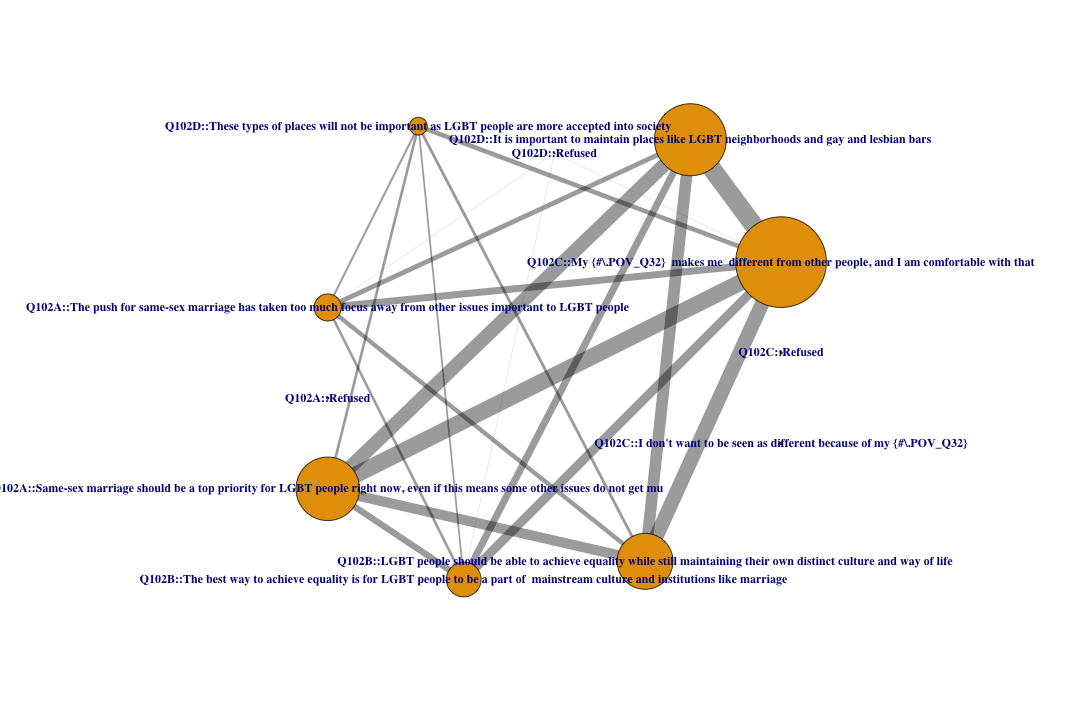 Q102D::These types of places will not be important as LGBT people are more accepted into society
Q102D::It is important to maintain places like LGBT neighborhoods and gay and lesbian bars
Q102D::Refused
Q102C::My {#\.POV_Q32}  makes me  different from other people, and I am comfortable with that
Q102A::The push for same-sex marriage has taken too much focus away from other issues important to LGBT people
Q102C::Refused
Q102A::Refused
Q102C::I don't want to be seen as different because of my {#\.POV_Q32}
102A::Same-sex marriage should be a top priority for LGBT people right now, even if this means some other issues do not get mu
Q102B::LGBT people should be able to achieve equality while still maintaining their own distinct culture and way of life
Q102B::The best way to achieve equality is for LGBT people to be a part of  mainstream culture and institutions like marriage